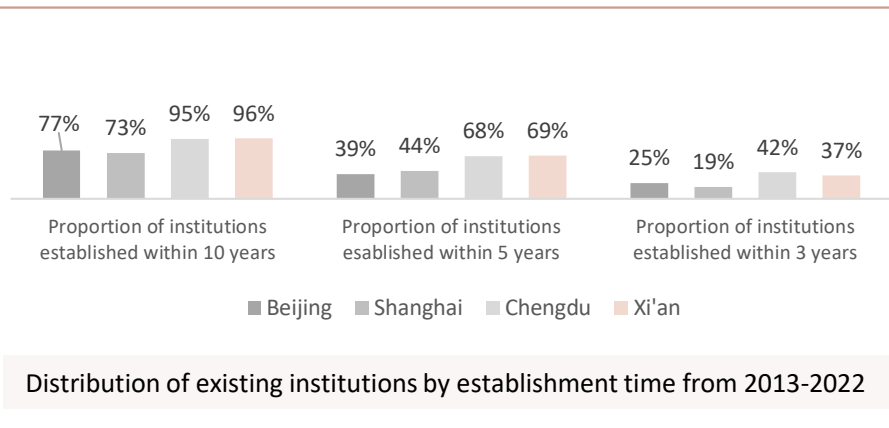 77% 73% 95% 96%
39% 44% 68% 69%
25% 19% 42% 37%
Proportion of institutions
established within 10 years
Proportion of institutions
esablished within 5 years
Proportion of institutions
established within 3 years
Beijing Shanghai Chengdu Xi'an
Distribution of existing institutions by establishment time from 2013-2022